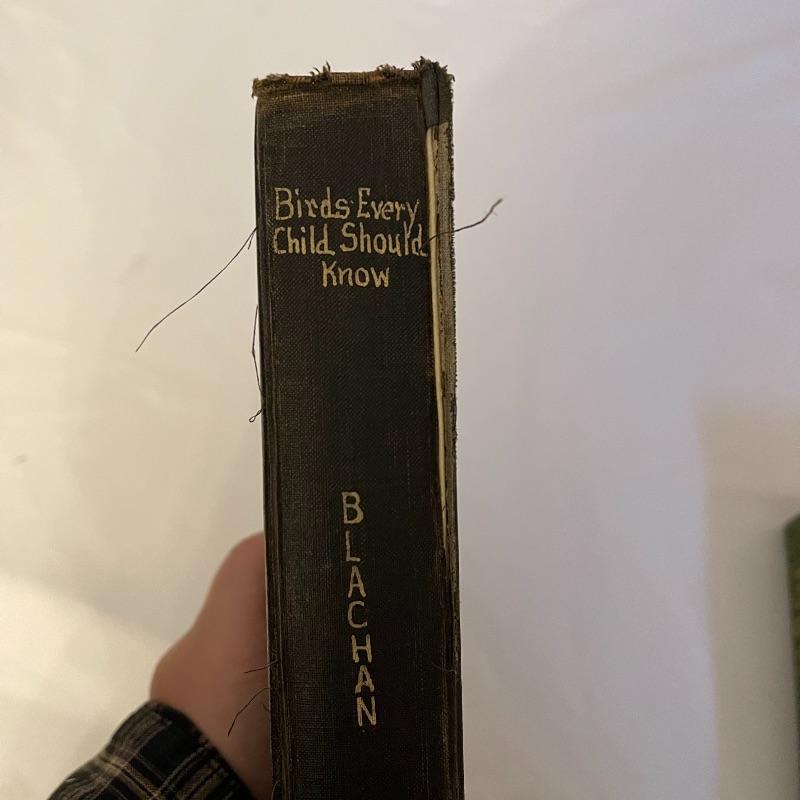 Birds Every
Child Should
Know
BLACHAN